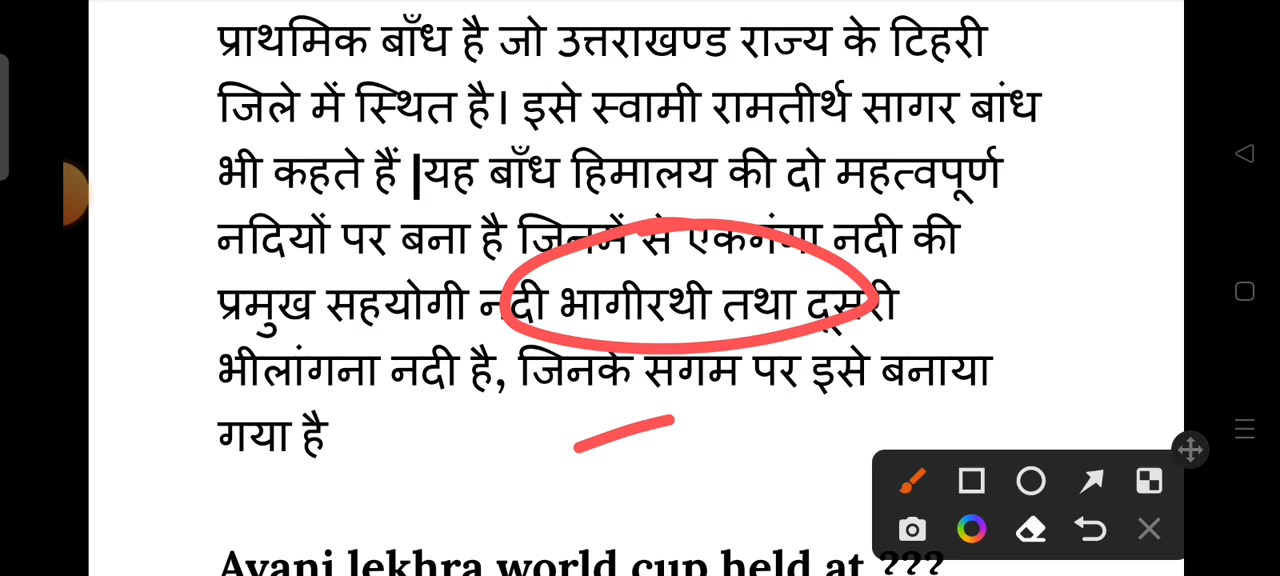 प्राथमिक बाँध है जो उत्तराखण्ड राज्य के टिहरी
जिले में स्थित है। इसे स्वामी रामतीर्थ सागर बांध
भी कहते हैं |यह बाँध हिमालय की दो महत्वपूर्ण
नदियों पर बना है जिनमें से एकगंगा नदी की
प्रमुख सहयोगी नदी भागीरथी तथा दूसरी
भीलांगना नदी है, जिनके संगम पर इसे बनाया
गया है
Avani lekhra world cup held at ???